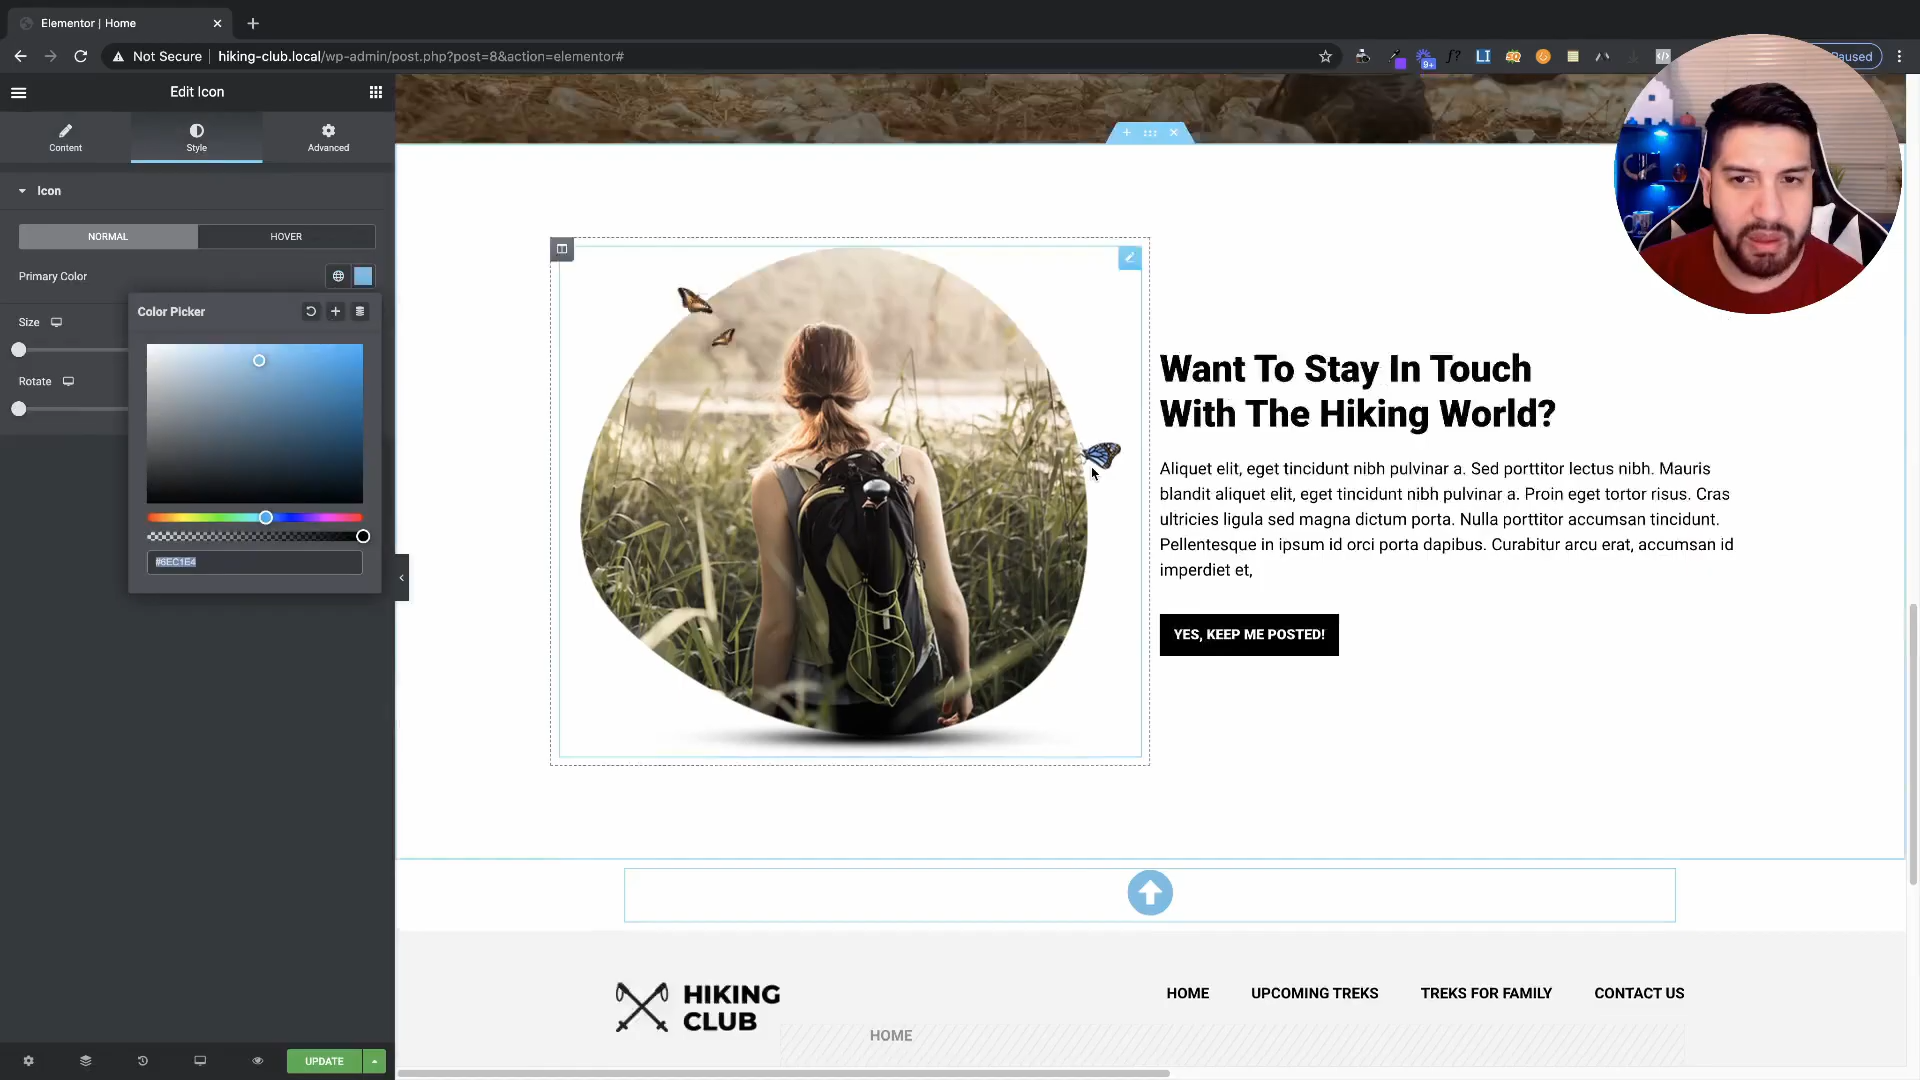 Elementor | Home
Not Secure
hiking-club.local/wp-admin/post.php?post=8&action=elementor#
f?
LI
9+
Paused
Edit Icon
Content
Style
Advanced
Icon
NORMAL
HOVER
Primary Color
Color Picker
Size
Rotate
#6EC1E4
Want To Stay In Touch
With The Hiking World?
Aliquet elit, eget tincidunt nibh pulvinar a. Sed porttitor lectus nibh. Mauris
blandit aliquet elit, eget tincidunt nibh pulvinar a. Proin eget tortor risus. Cras
ultricies ligula sed magna dictum porta. Nulla porttitor accumsan tincidunt.
Pellentesque in ipsum id orci porta dapibus. Curabitur arcu erat, accumsan id
imperdiet et,
YES, KEEP ME POSTED!
HIKING
CLUB
HOME
UPCOMING TREKS
TREKS FOR FAMILY
CONTACT US
HOME
UPDATE